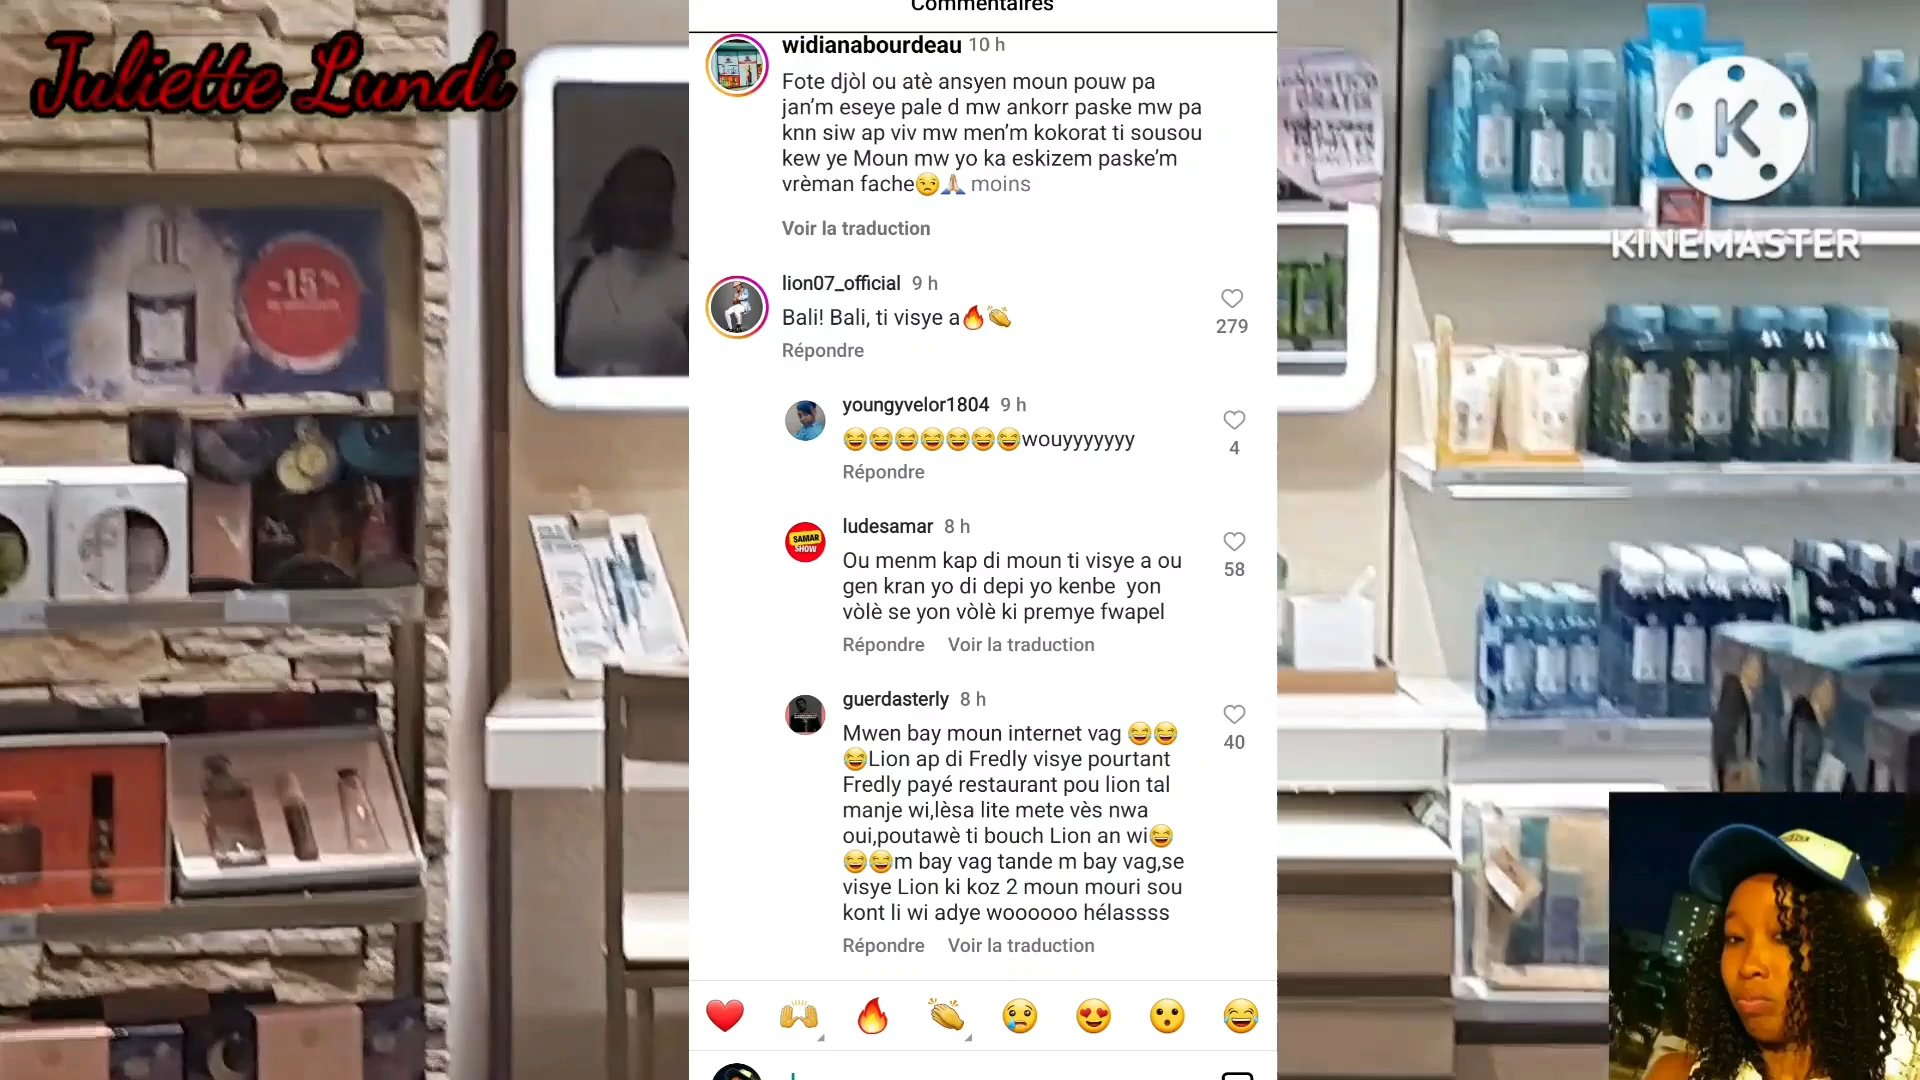 Juliette Lundi
Commentaires
widianabourdeau 10 h
Fote djòl ou atè ansyen moun pouw pa
jan’m eseye pale d mw ankorr paske mw pa
knn siw ap viv mw men’m kokorat ti sousou
kew ye Moun mw yo ka eskizem paske’m
vrèman fache😒🙏🏼 moins
Voir la traduction
lion07_official 9 h
Bali! Bali, ti visye a🔥👏
279
Répondre
youngyvelor1804 9 h
😂😂😂😂😂😂😂wouyyyyyyy
4
Répondre
ludesamar 8 h
Ou menm kap di moun ti visye a ou
gen kran yo di depi yo kenbe yon
vòlè se yon vòlè ki premye fwapel
58
Répondre Voir la traduction
guerdasterly 8 h
Mwen bay moun internet vag 😂😂
😂Lion ap di Fredly visye pourtant
Fredly payé restaurant pou lion tal
manje wi,lèsa lite mete vès nwa
oui,poutawè ti bouch Lion an wi😂
😂😂m bay vag tande m bay vag,se
visye Lion ki koz 2 moun mouri sou
kont li wi adye woooooo hélassss
40
Répondre Voir la traduction
SAMAR
SHOW
-15%
K
KINEMASTER